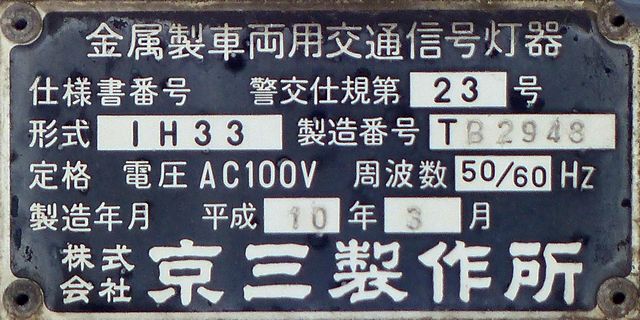 金属製車両用交通信号灯器
仕様書番号 警交仕規第 23 号
形式 1H33 製造番号 TB2948
定格 電圧 AC100V 周波数 50/60 Hz
製造年月 平成 10 年 3 月
株式会社 京三製作所